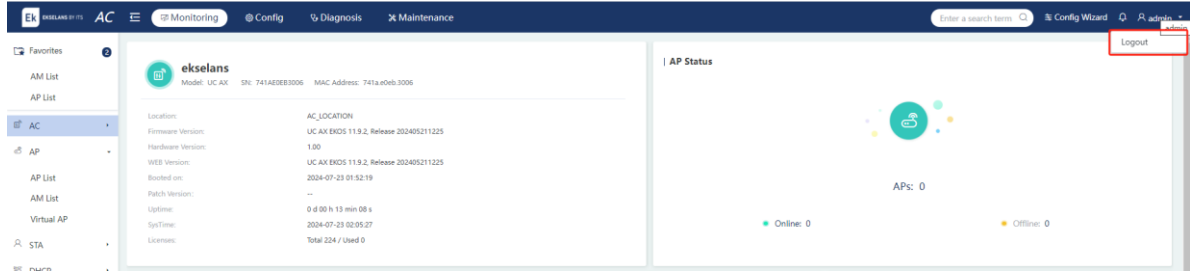 Ek EKSELANS BY ITS AC Monitoring Config Diagnosis Maintenance Enter a search term Config Wizard admin
admin
Logout
Favorites 2
AM List
AP List
AC
AP
AP List
AM List
Virtual AP
STA
DHCP
ekselans
Model: UC AX SN: 741AE0EB3006 MAC Address: 741a.e0eb.3006
Location: AC_LOCATION
Firmware Version: UC AX EKOS 11.9.2, Release 202405211225
Hardware Version: 1.00
WEB Version: UC AX EKOS 11.9.2, Release 202405211225
Booted on: 2024-07-23 01:52:19
Patch Version: --
Uptime: 0 d 00 h 13 min 08 s
SysTime: 2024-07-23 02:05:27
Licenses: Total 224 / Used 0
AP Status
APs: 0
Online: 0 Offline: 0